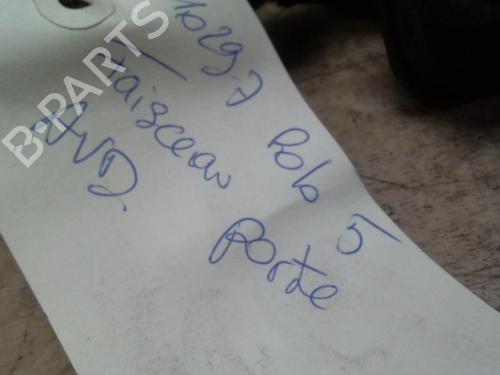 10297 Polo 5
Faisceau porte
AVD
B-PARTS